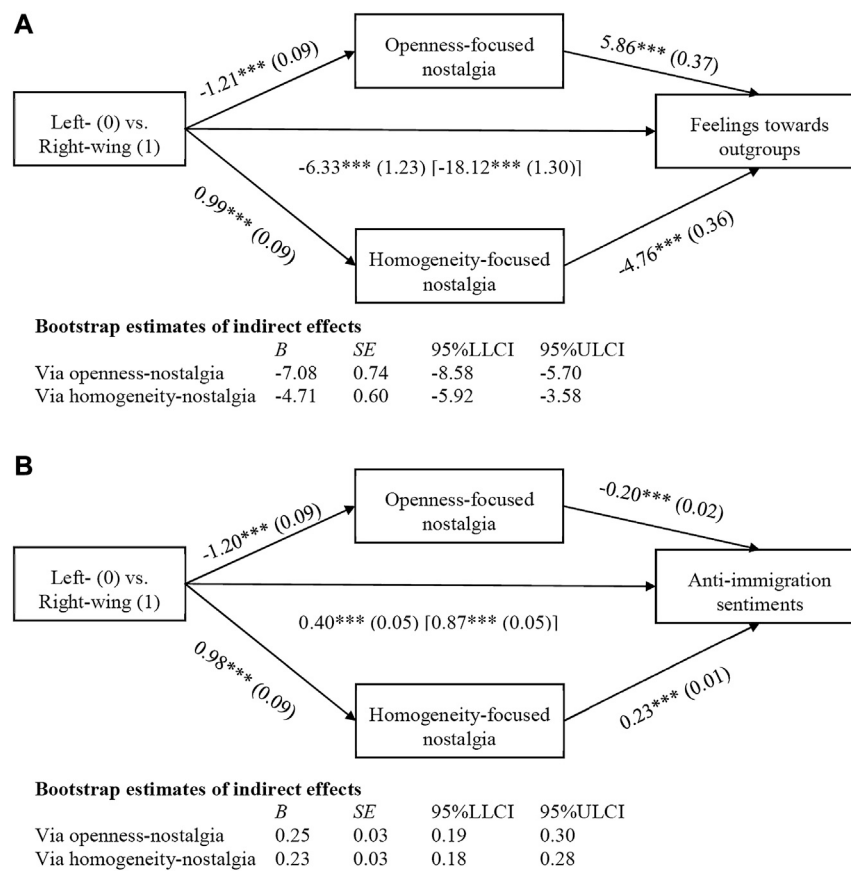 A
Openness-focused
nostalgia
-1.21*** (0.09)
5.86*** (0.37)
Left- (0) vs.
Right-wing (1)
Feelings towards
outgroups
-6.33*** (1.23) [-18.12*** (1.30)]
0.99*** (0.09)
-4.76*** (0.36)
Homogeneity-focused
nostalgia
Bootstrap estimates of indirect effects
B SE 95%LLCI 95%ULCI
Via openness-nostalgia -7.08 0.74 -8.58 -5.70
Via homogeneity-nostalgia -4.71 0.60 -5.92 -3.58
B
Openness-focused
nostalgia
-1.20*** (0.09)
-0.20*** (0.02)
Left- (0) vs.
Right-wing (1)
Anti-immigration
sentiments
0.40*** (0.05) [0.87*** (0.05)]
0.98*** (0.09)
0.23*** (0.01)
Homogeneity-focused
nostalgia
Bootstrap estimates of indirect effects
B SE 95%LLCI 95%ULCI
Via openness-nostalgia 0.25 0.03 0.19 0.30
Via homogeneity-nostalgia 0.23 0.03 0.18 0.28